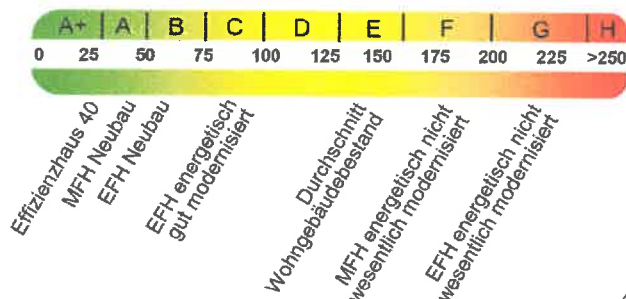 A+ A B C D E F G H
0 25 50 75 100 125 150 175 200 225 >250
Effizienzhaus 40
MFH Neubau
EFH Neubau
EFH energetisch
gut modernisiert
Durchschnitt
Wohngebäudebestand
MFH energetisch nicht
wesentlich modernisiert
EFH energetisch nicht
wesentlich modernisiert